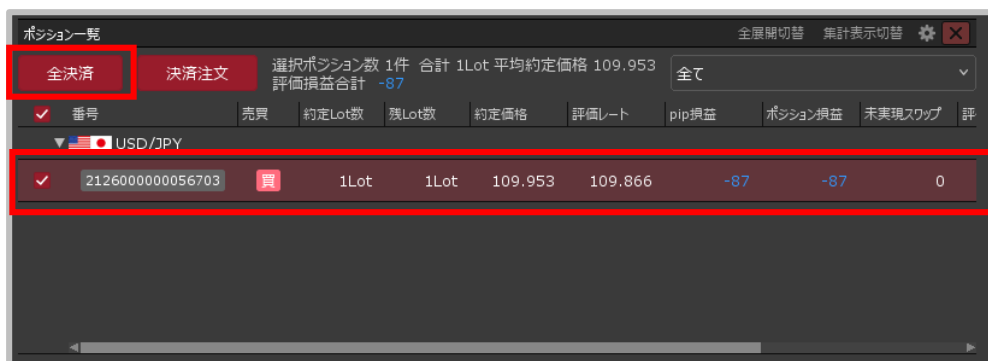 ポジション一覧 全展開切替 集計表示切替
全決済 決済注文 選択ポジション数 1件 合計 1Lot 平均約定価格 109.953 全て
評価損益合計 -87
番号 売買 約定Lot数 残Lot数 約定価格 評価レート pip損益 ポジション損益 未実現スワップ 評
USD/JPY
2126000000056703 買 1Lot 1Lot 109.953 109.866 -87 -87 0